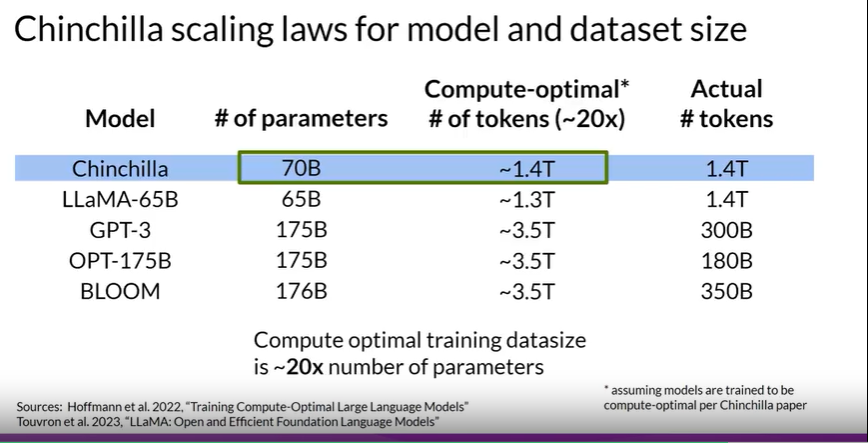 Chinchilla scaling laws for model and dataset size
Model # of parameters Compute-optimal* # of tokens (~20x) Actual # tokens
Chinchilla 70B ~1.4T 1.4T
LLaMA-65B 65B ~1.3T 1.4T
GPT-3 175B ~3.5T 300B
OPT-175B 175B ~3.5T 180B
BLOOM 176B ~3.5T 350B
Compute optimal training datasize
is ~20x number of parameters
* assuming models are trained to be
compute-optimal per Chinchilla paper
Sources: Hoffmann et al. 2022, “Training Compute-Optimal Large Language Models”
Touvron et al. 2023, “LLaMA: Open and Efficient Foundation Language Models”